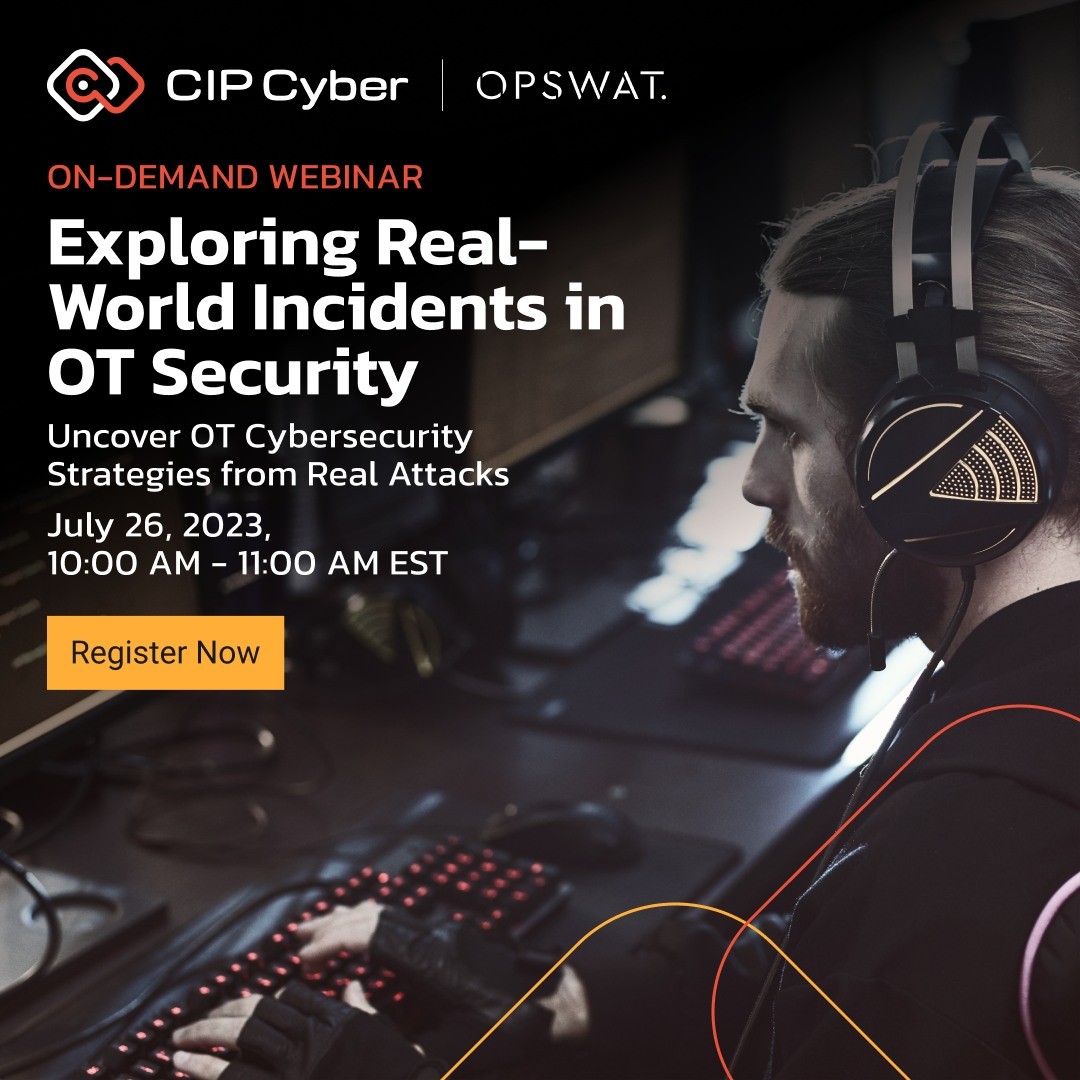 CIP Cyber
OPSWAT.
ON-DEMAND WEBINAR
Exploring Real-
World Incidents in
OT Security
Uncover OT Cybersecurity
Strategies from Real Attacks
July 26, 2023,
10:00 AM - 11:00 AM EST
Register Now